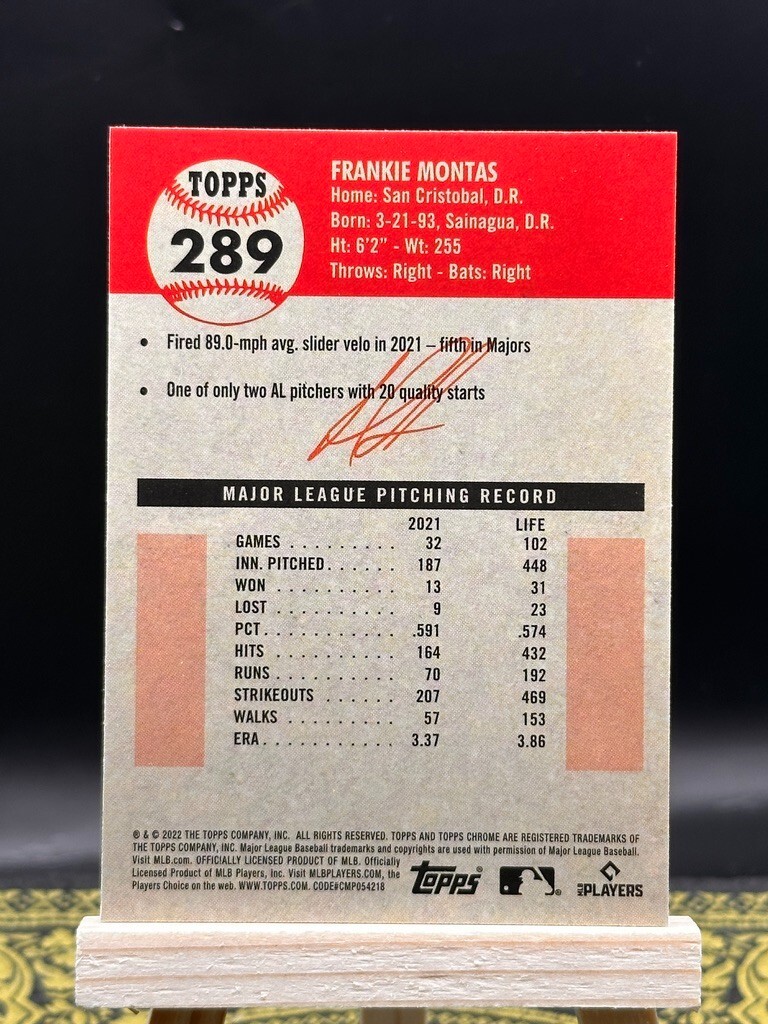 TOPPS
289
FRANKIE MONTAS
Home: San Cristobal, D.R.
Born: 3-21-93, Sainagua, D.R.
Ht: 6'2" - Wt: 255
Throws: Right - Bats: Right
• Fired 89.0-mph avg. slider velo in 2021 – fifth in Majors
• One of only two AL pitchers with 20 quality starts
MAJOR LEAGUE PITCHING RECORD
2021 LIFE
GAMES . . . . . . . . . . 32 102
INN. PITCHED . . . . . . 187 448
WON . . . . . . . . . . . 13 31
LOST . . . . . . . . . . . 9 23
PCT . . . . . . . . . . . .591 .574
HITS . . . . . . . . . . . 164 432
RUNS . . . . . . . . . . 70 192
STRIKEOUTS . . . . . . 207 469
WALKS . . . . . . . . . 57 153
ERA . . . . . . . . . . . 3.37 3.86
® & © 2022 THE TOPPS COMPANY, INC. ALL RIGHTS RESERVED. TOPPS AND TOPPS CHROME ARE REGISTERED TRADEMARKS OF
THE TOPPS COMPANY, INC. Major League Baseball trademarks and copyrights are used with permission of Major League Baseball.
Visit MLB.com. OFFICIALLY LICENSED PRODUCT OF MLB. Officially
Licensed Product of MLB Players, Inc. Visit MLBPLAYERS.COM, the
Players Choice on the web. WWW.TOPPS.COM. CODE#CMP054218
Topps®
®
MLB PLAYERS